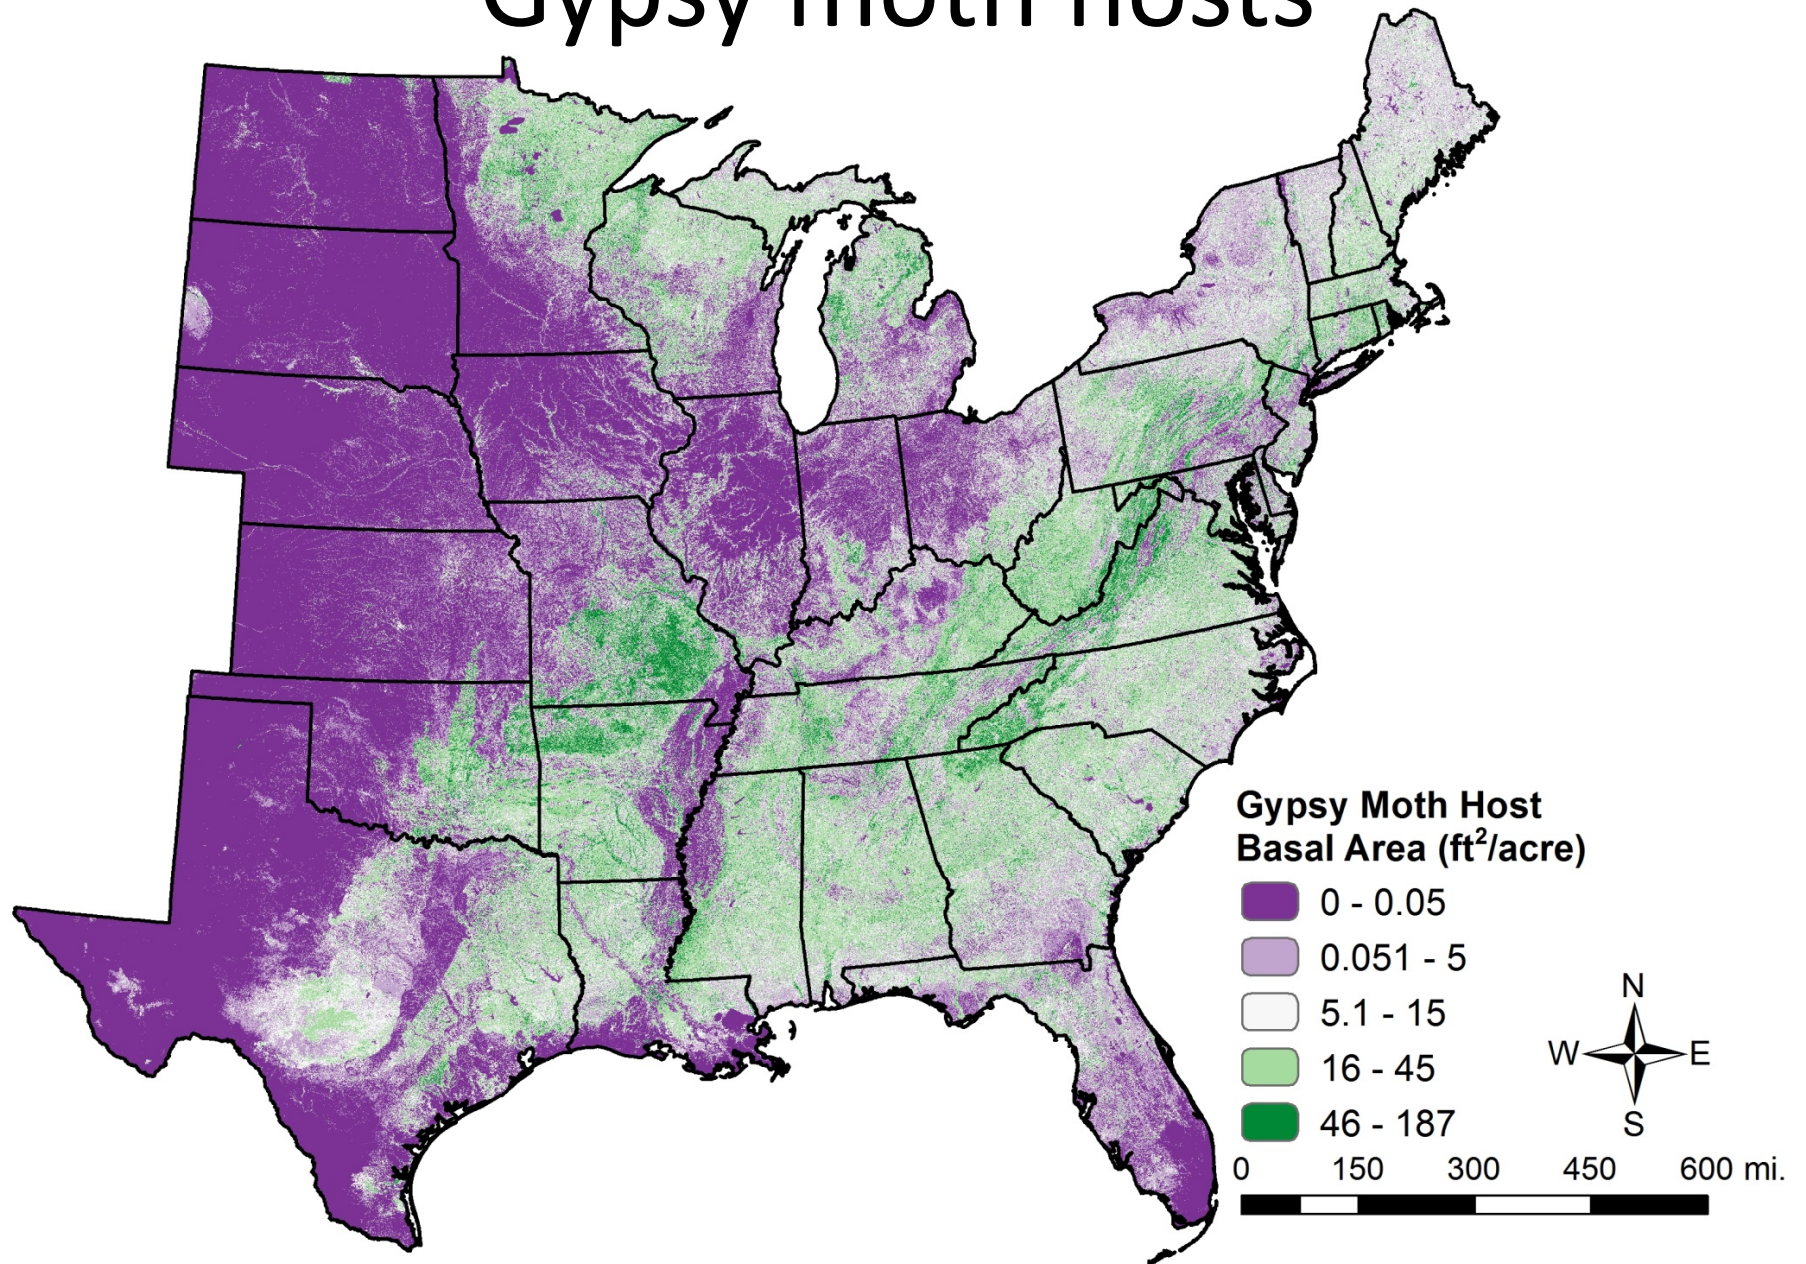 Gypsy moth hosts
Gypsy Moth Host
Basal Area (ft²/acre)
0 - 0.05
0.051 - 5
5.1 - 15
16 - 45
46 - 187
N
W E
S
0 150 300 450 600 mi.